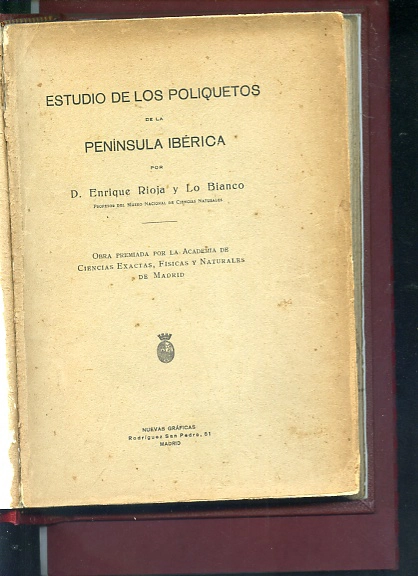 ESTUDIO DE LOS POLIQUETOS
DE LA
PENÍNSULA IBÉRICA
POR
D. Enrique Rioja y Lo Bianco
Profesor del Museo Nacional de Ciencias Naturales
Obra premiada por la Academia de
Ciencias Exactas, Físicas y Naturales
de Madrid
NUEVAS GRÁFICAS
Rodríguez San Pedro, 51
MADRID